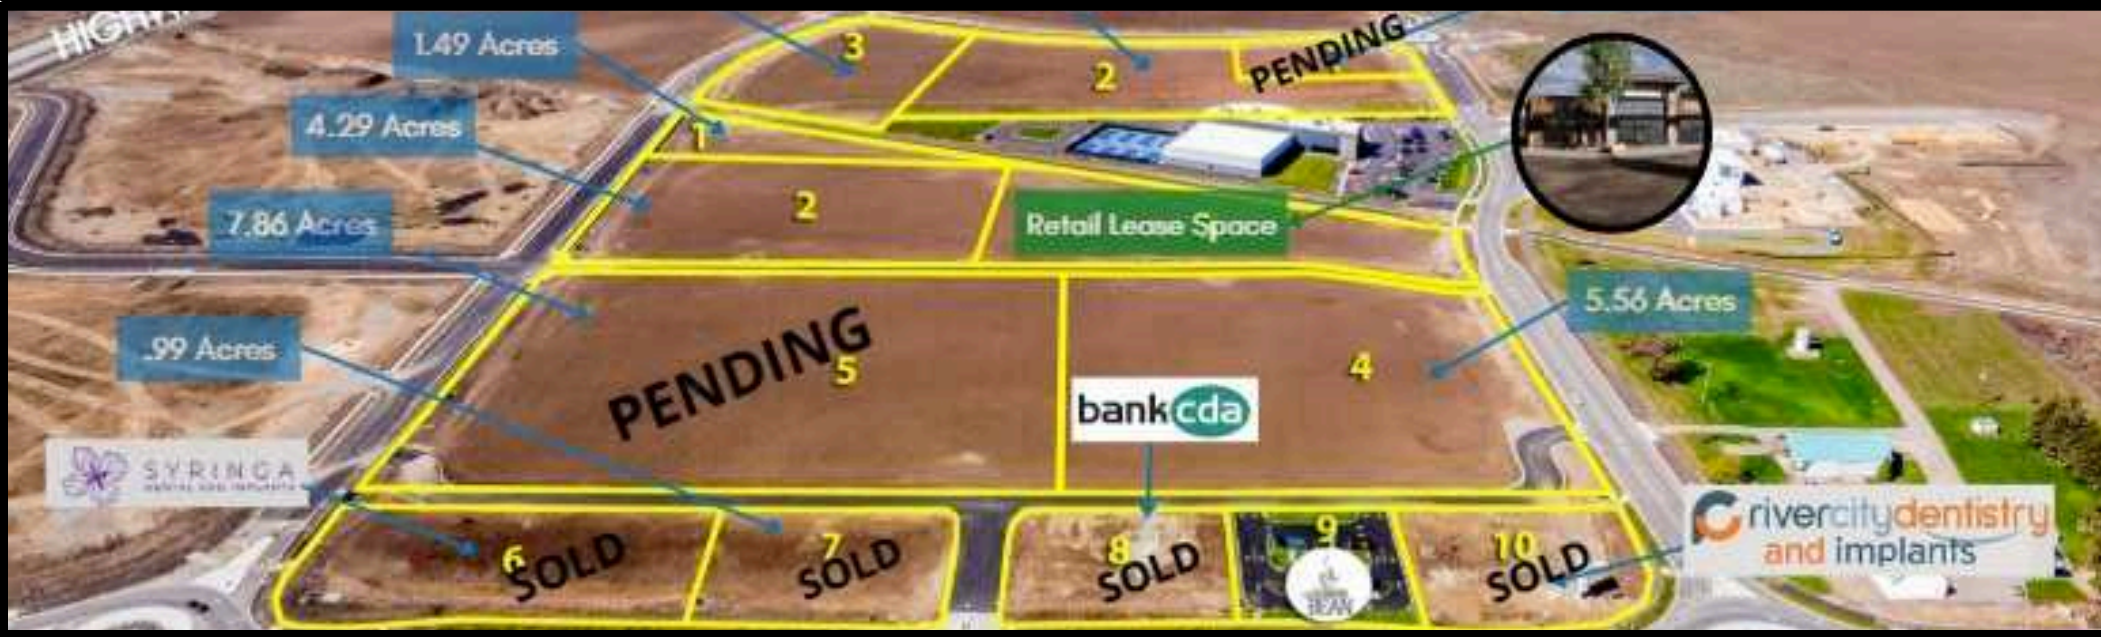 1.49 Acres
3
2
PENDING
4.29 Acres
1
2
7.86 Acres
Retail Lease Space
.99 Acres
PENDING
5
4
5.56 Acres
bankcda
SYRINGA
6
SOLD
7
SOLD
8
SOLD
9
BEAN
10
SOLD
rivercitydentistry
and implants